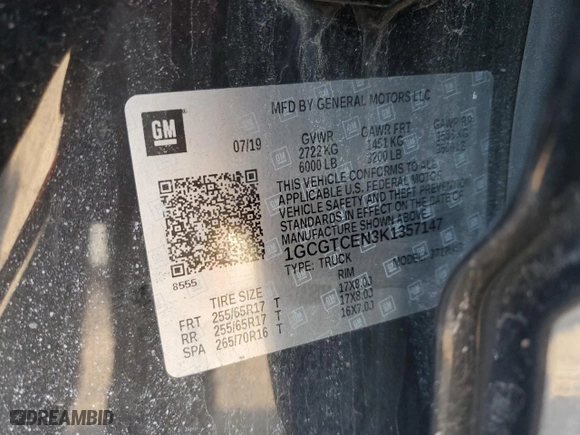 MFD BY GENERAL MOTORS LLC
GM
07/19
GVWR GAWR FRT GAWR RR
2722 KG 1451 KG
6000 LB 3200 LB
THIS VEHICLE CONFORMS TO ALL
APPLICABLE U.S. FEDERAL MOTOR
VEHICLE SAFETY AND THEFT PREVENTION
STANDARDS IN EFFECT ON THE DATE OF
MANUFACTURE SHOWN ABOVE
1GCGTCEN3K1357147
TYPE: TRUCK MODEL:
8555
TIRE SIZE RIM
FRT 255/65R17 T 17X8.0J
RR 255/65R17 T 17X8.0J
SPA 265/70R16 T 16X7.0J
DREAMBID